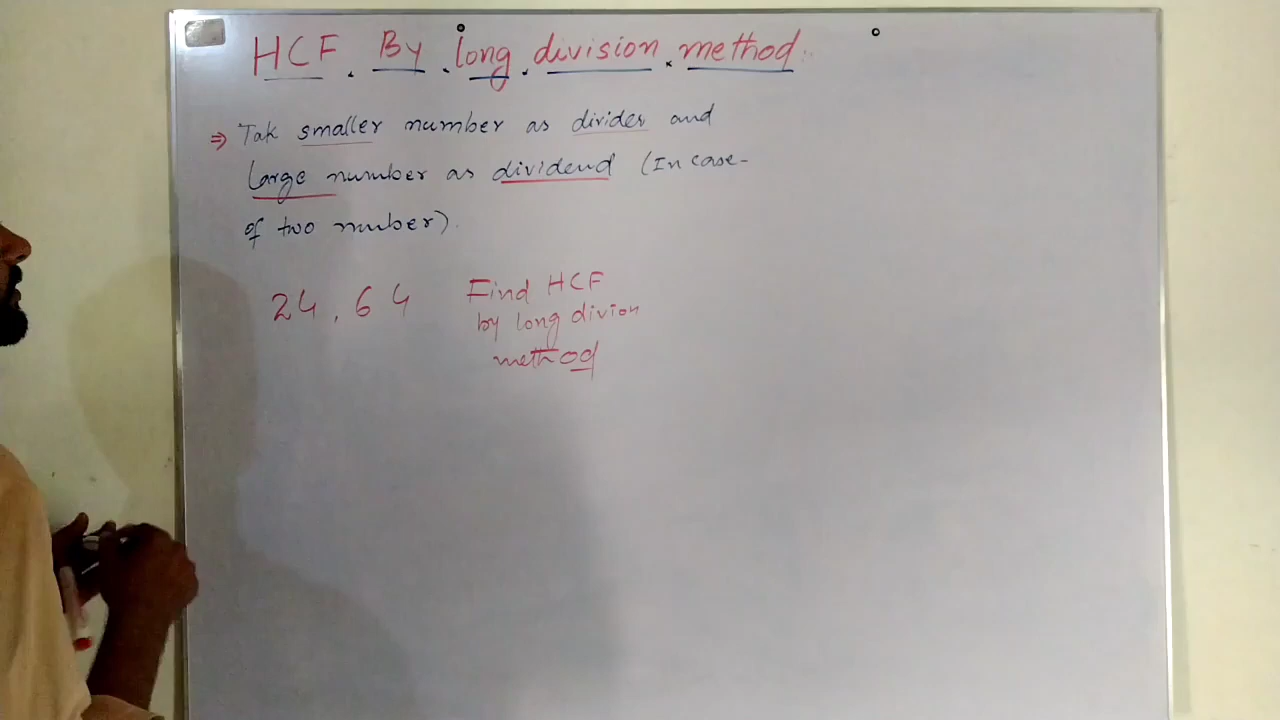 HCF By long division method
⇒ Tak smaller number as divider and
Large number as dividend (In case-
of two number).
24, 64 Find HCF
by long divion
method